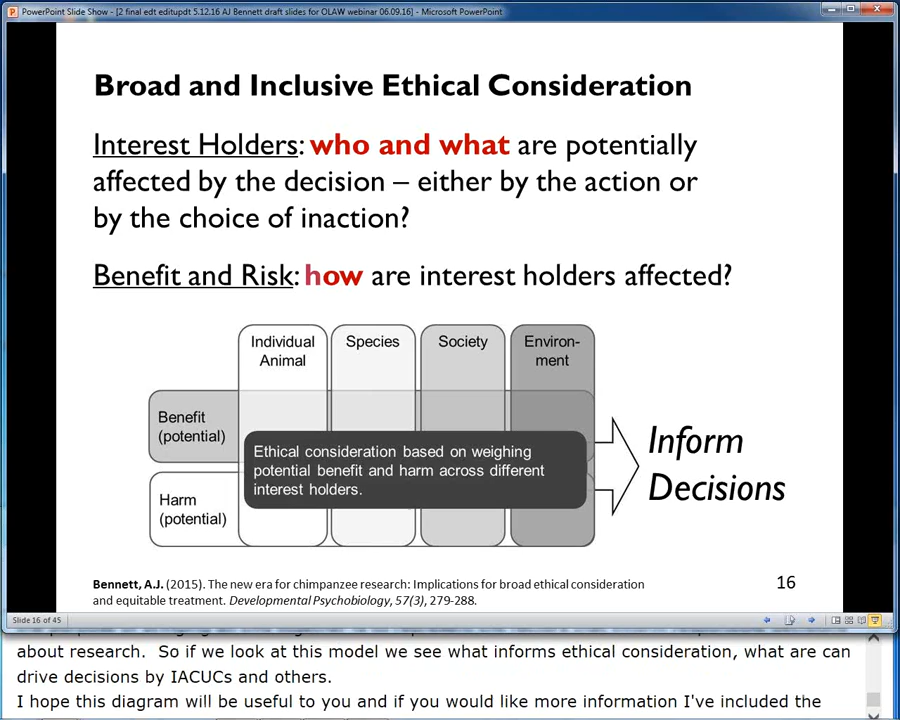 PowerPoint Slide Show - [2 final edt editupdt 5.12.16 AJ Bennett draft slides for OLAW webinar 06.09.16] - Microsoft PowerPoint
Broad and Inclusive Ethical Consideration
Interest Holders: who and what are potentially
affected by the decision – either by the action or
by the choice of inaction?
Benefit and Risk: how are interest holders affected?
Individual
Animal
Species
Society
Environ-
ment
Benefit
(potential)
Ethical consideration based on weighing
potential benefit and harm across different
interest holders.
Harm
(potential)
Inform
Decisions
Bennett, A.J. (2015). The new era for chimpanzee research: Implications for broad ethical consideration
and equitable treatment. Developmental Psychobiology, 57(3), 279-288.
16
Slide 16 of 45
about research.  So if we look at this model we see what informs ethical consideration, what are can
drive decisions by IACUCs and others.
I hope this diagram will be useful to you and if you would like more information I've included the